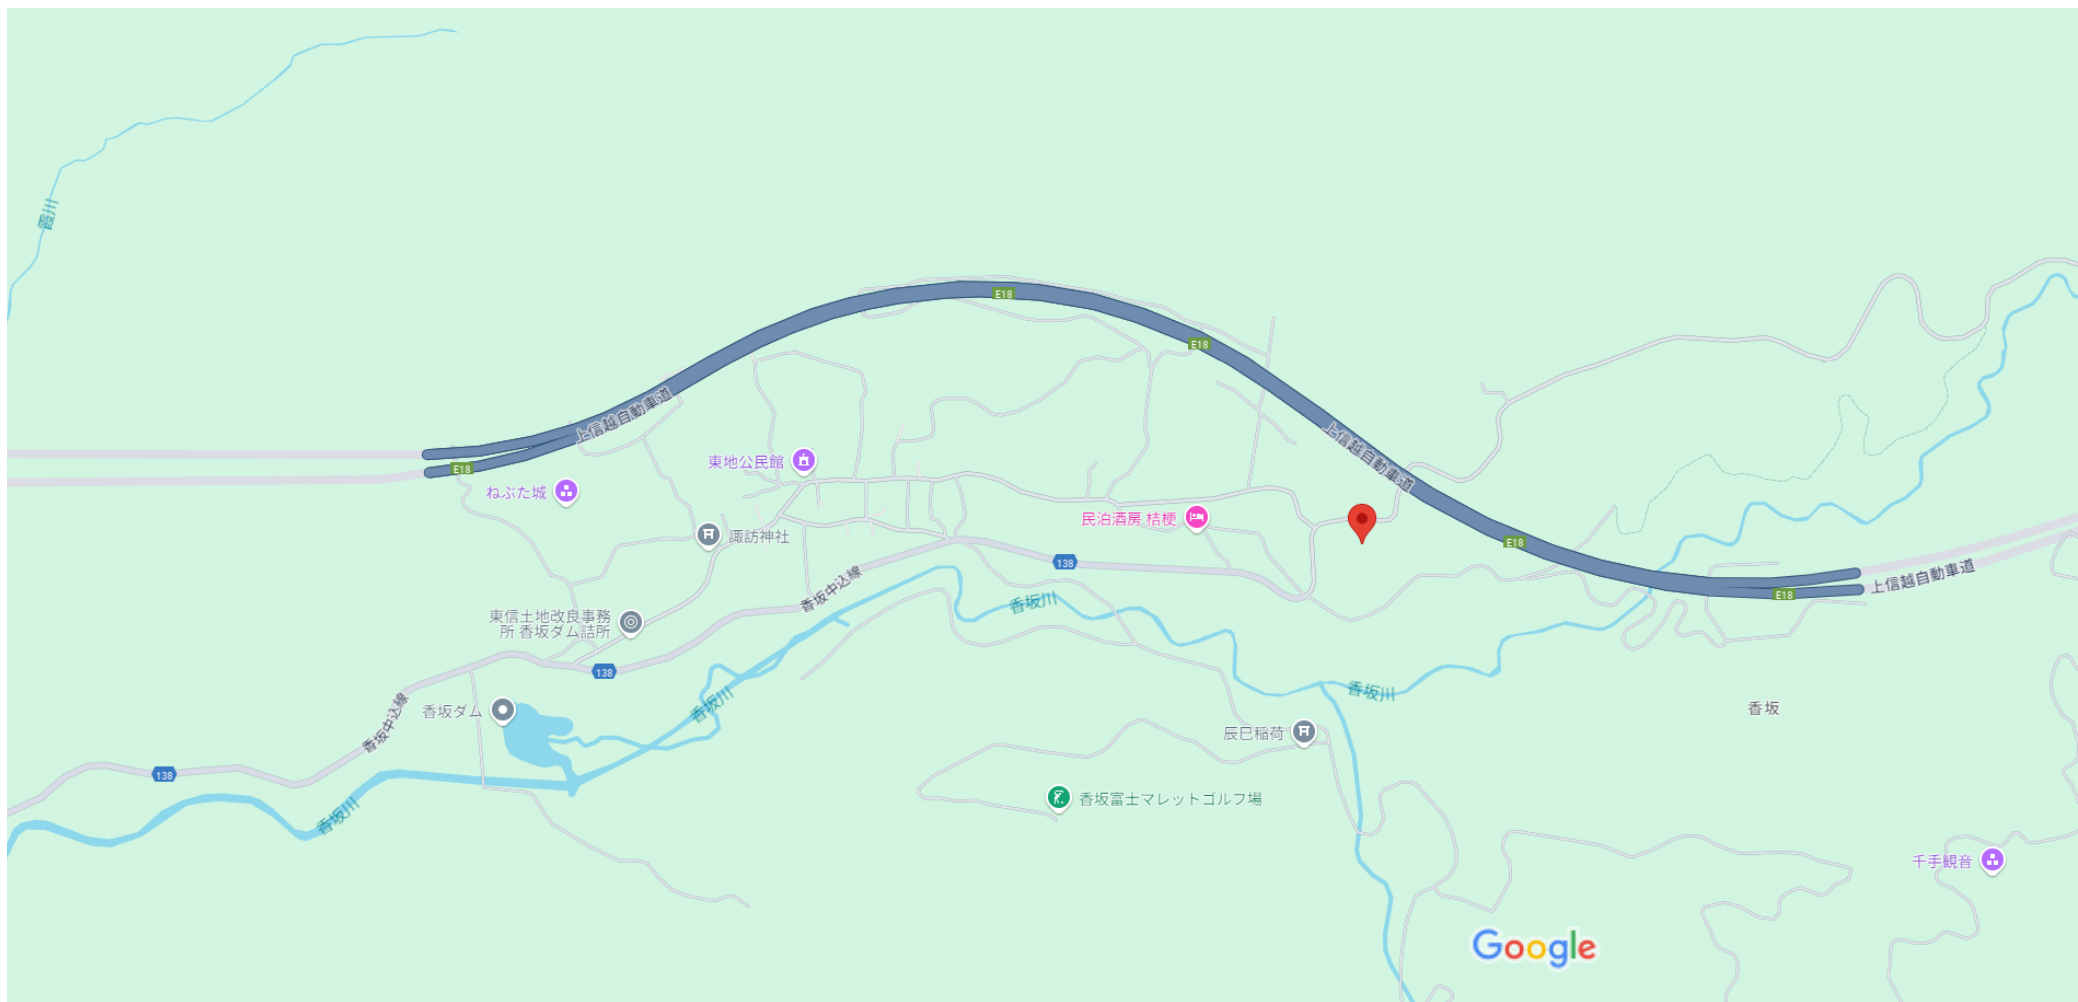 霞川
E18
E18
上信越自動車道
上信越自動車道
東地公民館
E18
ねぶた城
民泊酒房 桔梗
諏訪神社
E18
138
香坂中込線
上信越自動車道
E18
香坂川
東信土地改良事務
所 香坂ダム詰所
138
香坂川
香坂川
香坂ダム
香坂中込線
香坂
辰巳稲荷
138
香坂川
香坂富士マレットゴルフ場
千手観音
Google